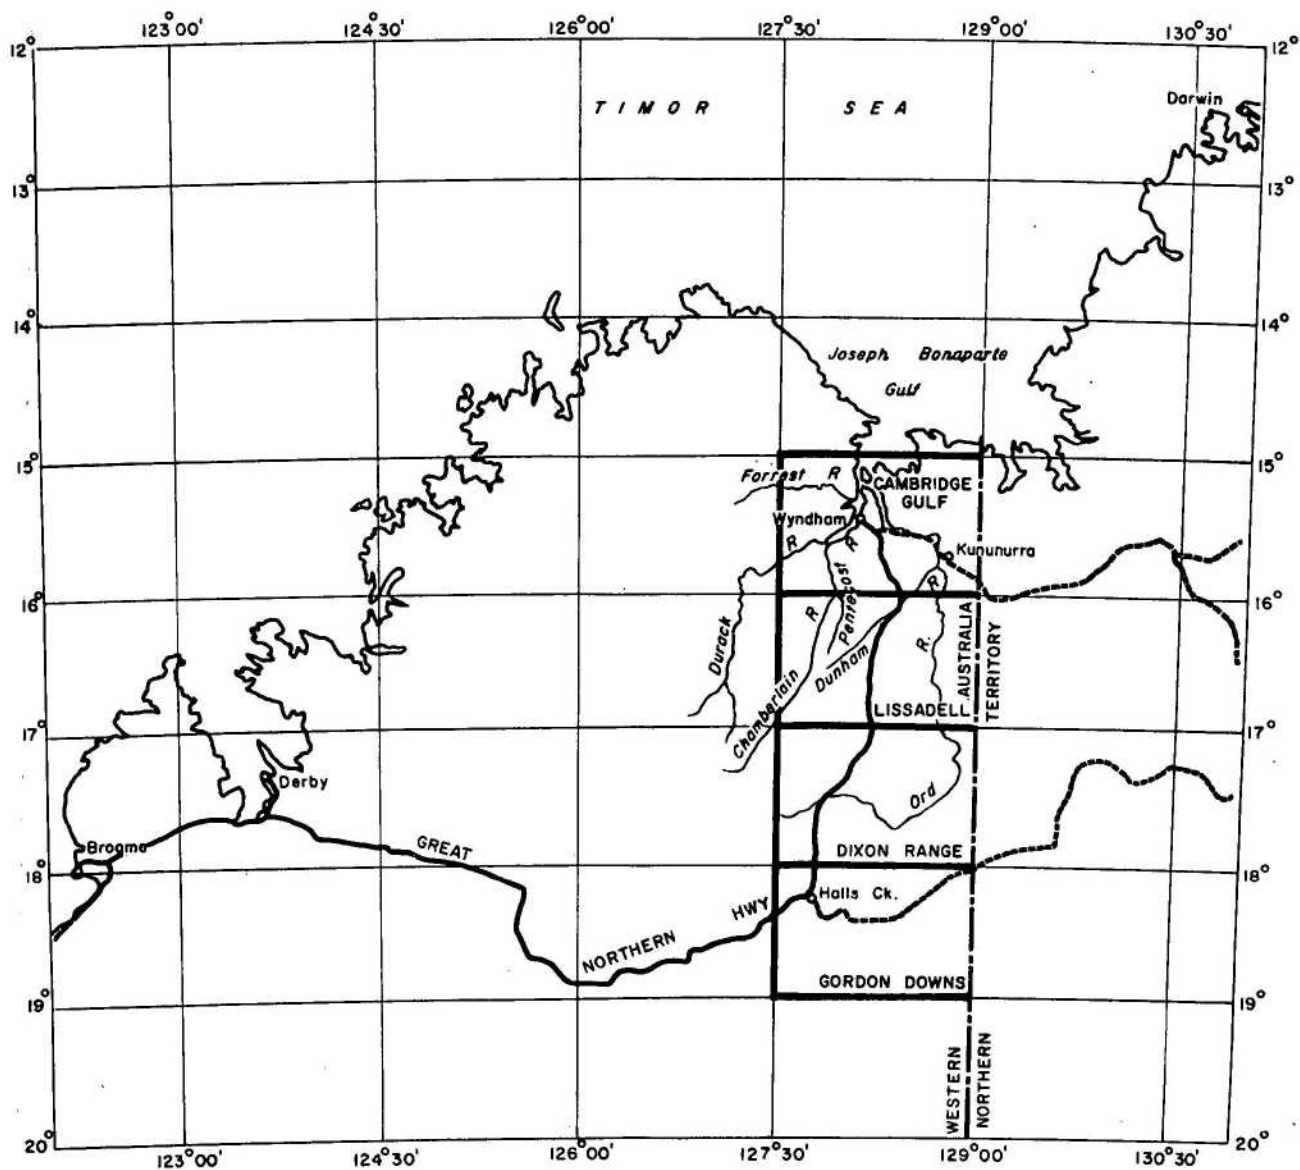 123°00' 124°30' 126°00' 127°30' 129°00' 130°30'
12° 12°
TIMOR SEA
Darwin
13° 13°
14° 14°
Joseph Bonaparte
Gulf
15° 15°
Forrest R
CAMBRIDGE
GULF
Wyndham
R R
Kununurra
R
16° 16°
Durack
R
Pentecost
R.
AUSTRALIA
TERRITORY
Dunham
Chamberlain
LISSADELL
17° 17°
Derby
Ord
Broome
GREAT
DIXON RANGE
18° 18°
Halls Ck.
HWY
NORTHERN
GORDON DOWNS
19° 19°
WESTERN
NORTHERN
20° 20°
123°00' 124°30' 126°00' 127°30' 129°00' 130°30'